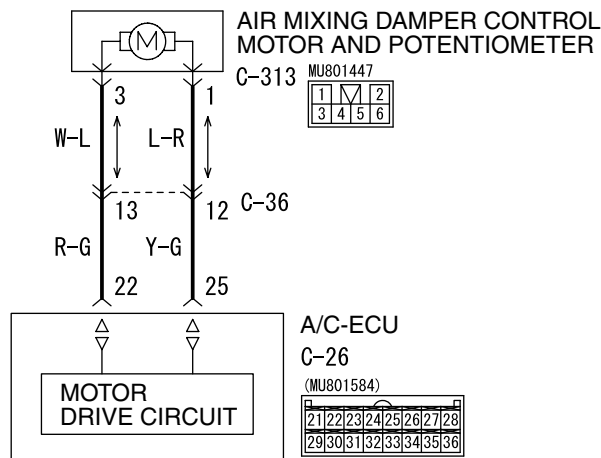 AIR MIXING DAMPER CONTROL
MOTOR AND POTENTIOMETER
M
C-313
MU801447
1 2
3 4 5 6
3 1
W-L L-R
13 12 C-36
R-G Y-G
22 25
A/C-ECU
C-26
(MU801584)
MOTOR
DRIVE CIRCUIT
21 22 23 24 25 26 27 28
29 30 31 32 33 34 35 36